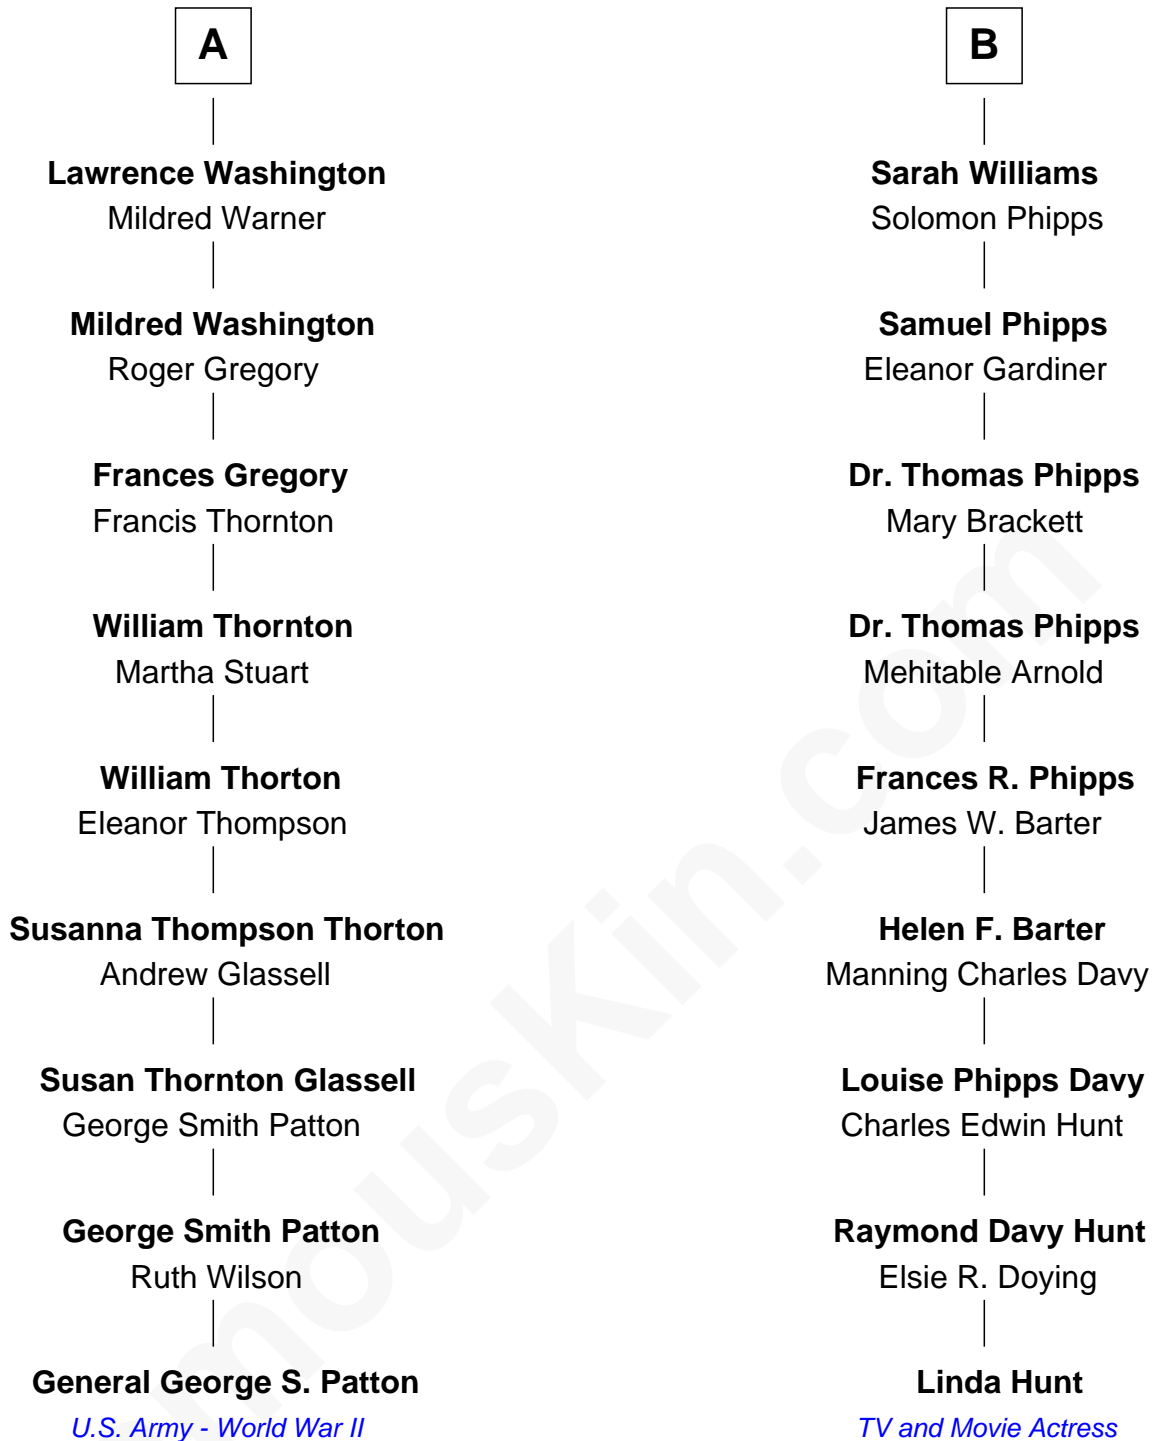 A
Lawrence Washington
Mildred Warner
Mildred Washington
Roger Gregory
Frances Gregory
Francis Thornton
William Thornton
Martha Stuart
William Thorton
Eleanor Thompson
Susanna Thompson Thorton
Andrew Glassell
Susan Thornton Glassell
George Smith Patton
George Smith Patton
Ruth Wilson
General George S. Patton
U.S. Army - World War II
B
Sarah Williams
Solomon Phipps
Samuel Phipps
Eleanor Gardiner
Dr. Thomas Phipps
Mary Brackett
Dr. Thomas Phipps
Mehitable Arnold
Frances R. Phipps
James W. Barter
Helen F. Barter
Manning Charles Davy
Louise Phipps Davy
Charles Edwin Hunt
Raymond Davy Hunt
Elsie R. Doying
Linda Hunt
TV and Movie Actress
mousKin.com